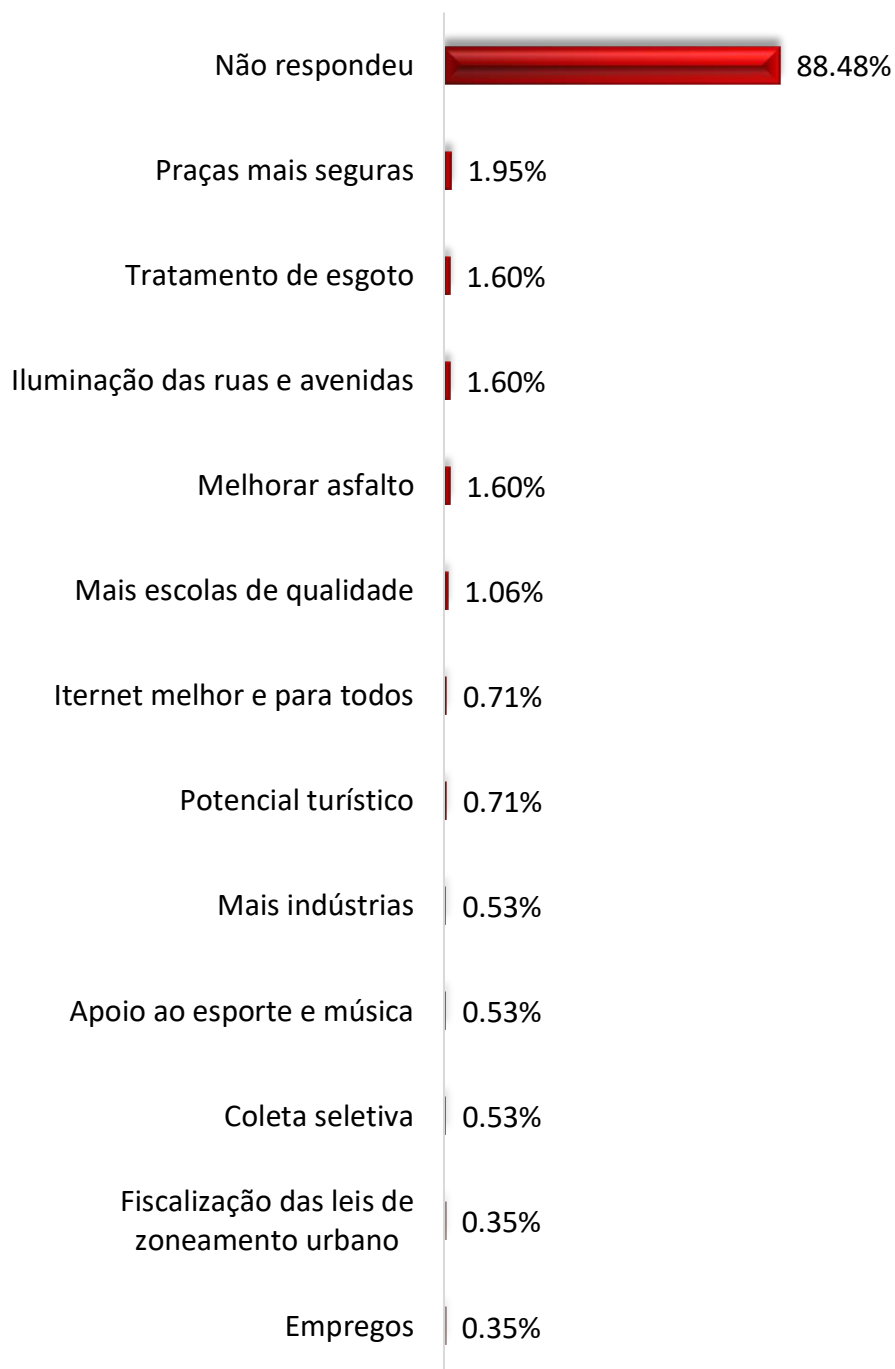 Não respondeu 88.48%
Praças mais seguras 1.95%
Tratamento de esgoto 1.60%
Iluminação das ruas e avenidas 1.60%
Melhorar asfalto 1.60%
Mais escolas de qualidade 1.06%
Iternet melhor e para todos 0.71%
Potencial turístico 0.71%
Mais indústrias 0.53%
Apoio ao esporte e música 0.53%
Coleta seletiva 0.53%
Fiscalização das leis de
zoneamento urbano 0.35%
Empregos 0.35%